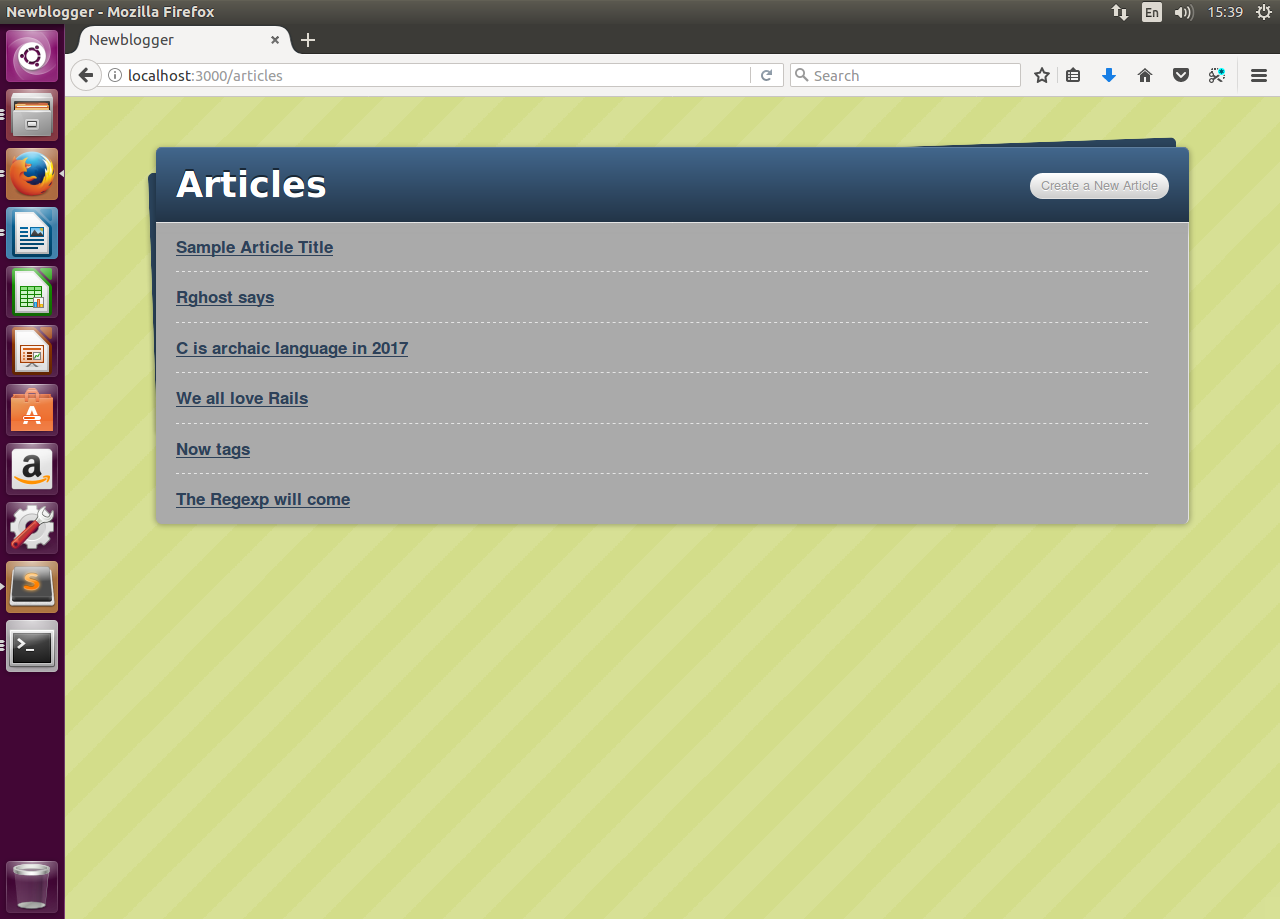 Newblogger - Mozilla Firefox
En
15:39
Newblogger
localhost:3000/articles
Search
Articles
Create a New Article
Sample Article Title
Rghost says
C is archaic language in 2017
We all love Rails
Now tags
The Regexp will come